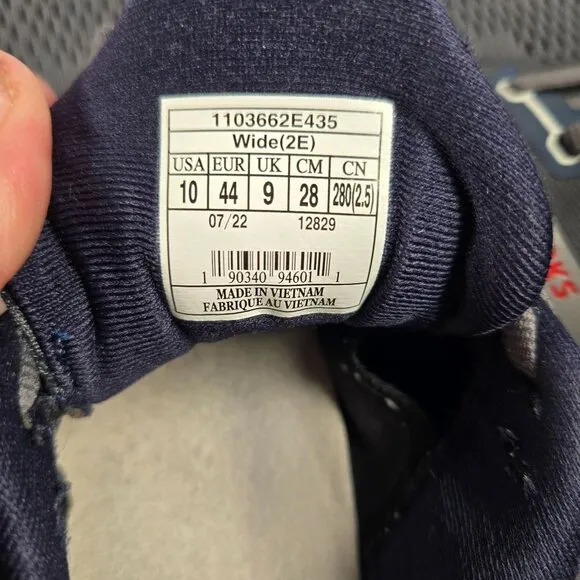 1103662E435
Wide(2E)
USA EUR UK CM CN
10 44 9 28 280(2.5)
07/22 12829
1 90340 94601 1
MADE IN VIETNAM
FABRIQUE AU VIETNAM